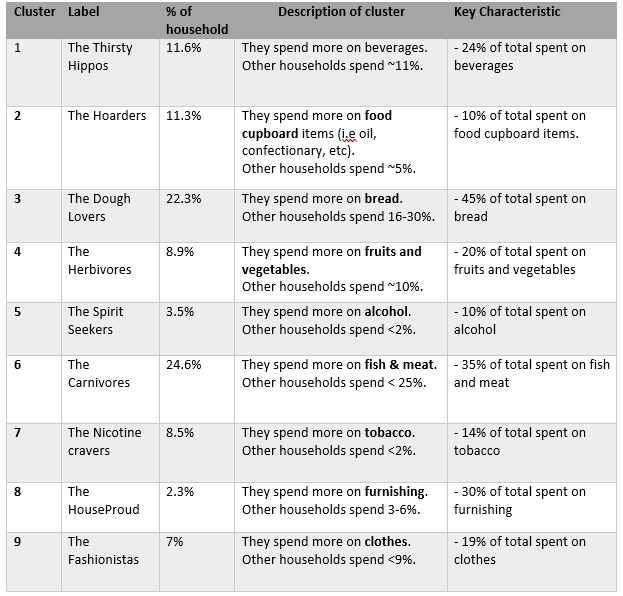 Cluster Label % of household Description of cluster Key Characteristic
1 The Thirsty Hippos 11.6% They spend more on beverages. Other households spend ~11%. - 24% of total spent on beverages
2 The Hoarders 11.3% They spend more on food cupboard items (i.e oil, confectionary, etc). Other households spend ~5%. - 10% of total spent on food cupboard items.
3 The Dough Lovers 22.3% They spend more on bread. Other households spend 16-30%. - 45% of total spent on bread
4 The Herbivores 8.9% They spend more on fruits and vegetables. Other households spend ~10%. - 20% of total spent on fruits and vegetables
5 The Spirit Seekers 3.5% They spend more on alcohol. Other households spend <2%. - 10% of total spent on alcohol
6 The Carnivores 24.6% They spend more on fish & meat. Other households spend < 25%. - 35% of total spent on fish and meat
7 The Nicotine cravers 8.5% They spend more on tobacco. Other households spend <2%. - 14% of total spent on tobacco
8 The HouseProud 2.3% They spend more on furnishing. Other households spend 3-6%. - 30% of total spent on furnishing
9 The Fashionistas 7% They spend more on clothes. Other households spend <9%. - 19% of total spent on clothes